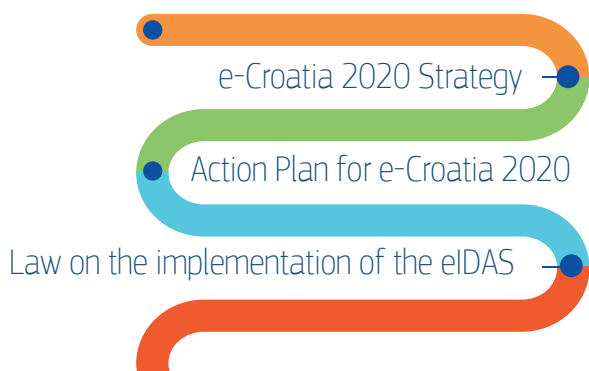 e-Croatia 2020 Strategy
Action Plan for e-Croatia 2020
Law on the implementation of the eIDAS